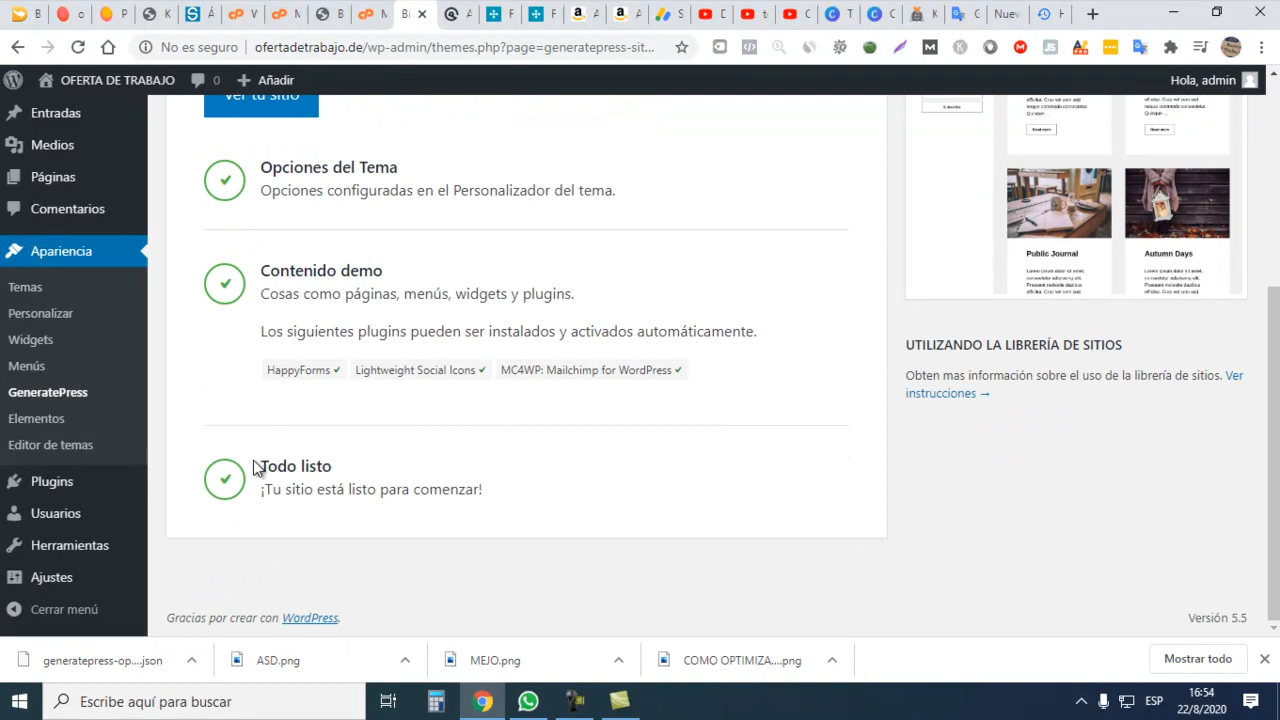 Bi
No es seguro
ofertadetrabajo.de/wp-admin/themes.php?page=generatepress-sit...
OFERTA DE TRABAJO
0
Añadir
Hola, admin
Entradas
Medios
Páginas
Comentarios
Apariencia
Temas
Personalizar
Widgets
Menús
GeneratePress
Elementos
Editor de temas
Plugins
Usuarios
Herramientas
Ajustes
Cerrar menú
Ver tu sitio
Opciones del Tema
Opciones configuradas en el Personalizador del tema.
Contenido demo
Cosas como páginas, menús, widgets y plugins.
Los siguientes plugins pueden ser instalados y activados automáticamente.
HappyForms
Lightweight Social Icons
MC4WP: Mailchimp for WordPress
Todo listo
¡Tu sitio está listo para comenzar!
Gracias por crear con WordPress.
Subscribe
Read more
Read more
Public Journal
Autumn Days
UTILIZANDO LA LIBRERÍA DE SITIOS
Obten mas información sobre el uso de la librería de sitios. Ver
instrucciones →
Versión 5.5
generatepress-op....json
ASD.png
MEJO.png
COMO OPTIMIZA....png
Mostrar todo
Escribe aquí para buscar
ESP
16:54
22/8/2020